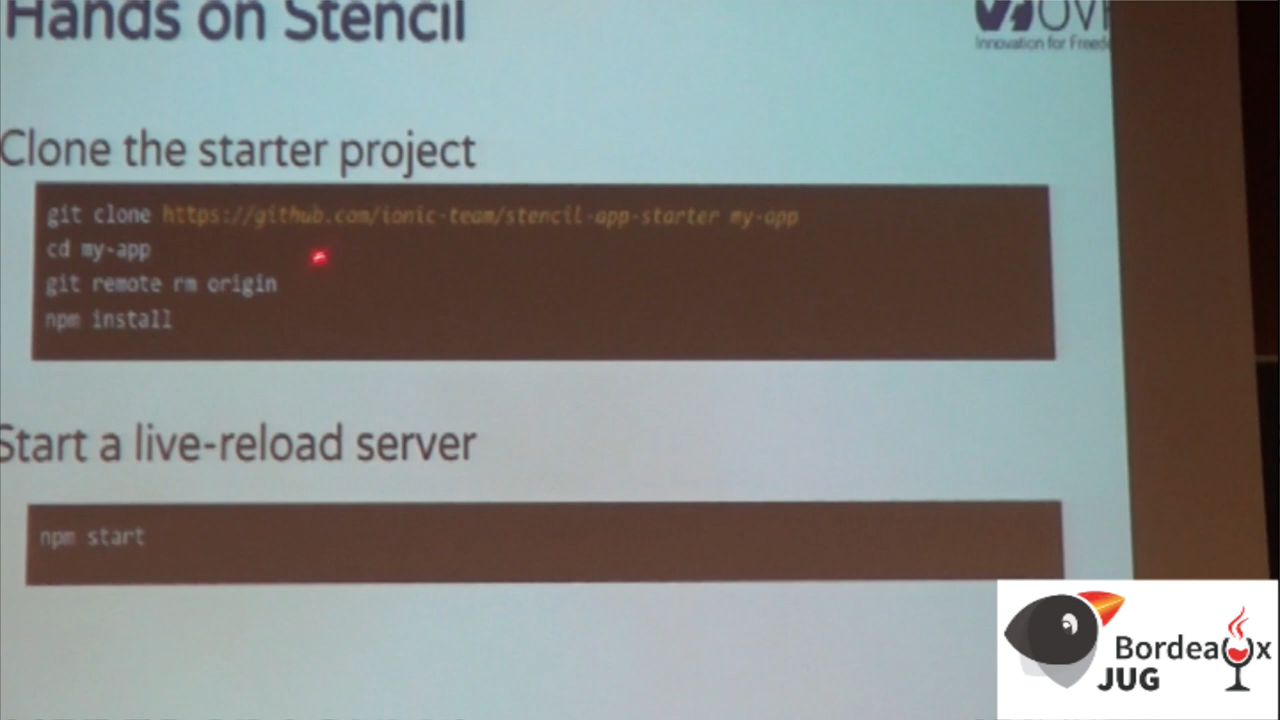 Hands on Stencil
Innovation for
Clone the starter project
git clone https://github.com/ionic-team/stencil-app-starter my-app
cd my-app
git remote rm origin
npm install
Start a live-reload server
npm start
Bordeaux
JUG